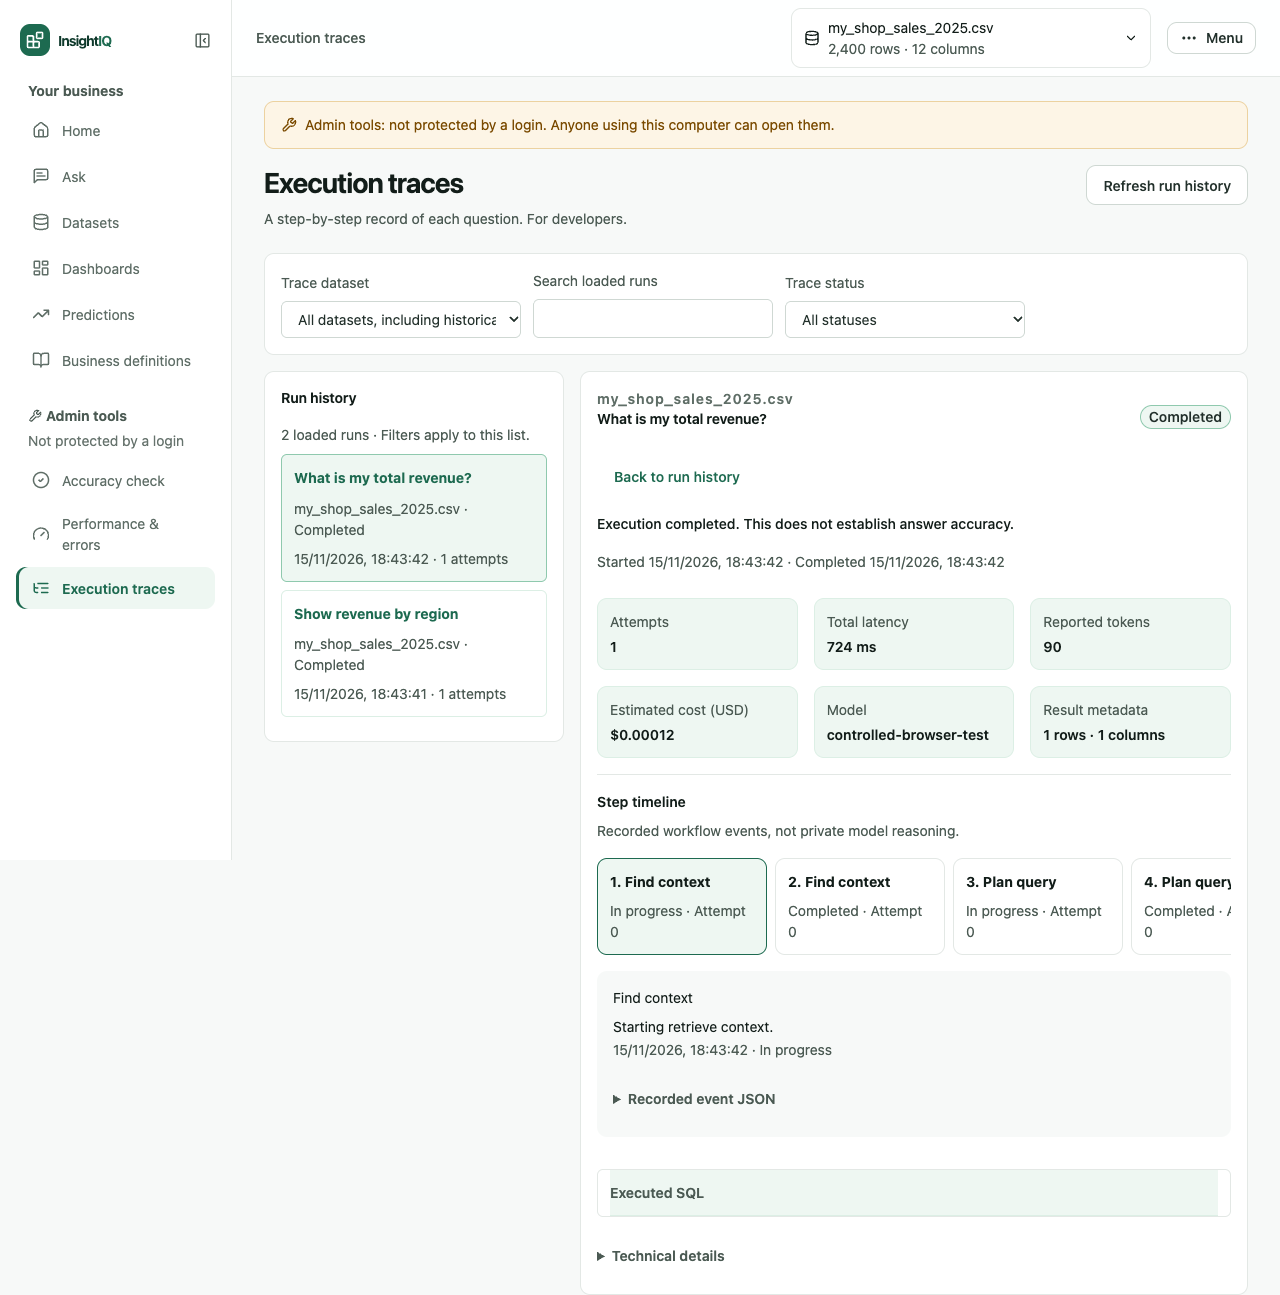 InsightIQ
Your business
Home
Ask
Datasets
Dashboards
Predictions
Business definitions
Admin tools
Not protected by a login
Accuracy check
Performance &
errors
Execution traces
Execution traces
my_shop_sales_2025.csv
2,400 rows · 12 columns
Menu
Admin tools: not protected by a login. Anyone using this computer can open them.
Execution traces
A step-by-step record of each question. For developers.
Refresh run history
Trace dataset
All datasets, including historica
Search loaded runs
Trace status
All statuses
Run history
2 loaded runs · Filters apply to this list.
What is my total revenue?
my_shop_sales_2025.csv ·
Completed
15/11/2026, 18:43:42 · 1 attempts
Show revenue by region
my_shop_sales_2025.csv ·
Completed
15/11/2026, 18:43:41 · 1 attempts
my_shop_sales_2025.csv
What is my total revenue?
Completed
Back to run history
Execution completed. This does not establish answer accuracy.
Started 15/11/2026, 18:43:42 · Completed 15/11/2026, 18:43:42
Attempts
1
Total latency
724 ms
Reported tokens
90
Estimated cost (USD)
$0.00012
Model
controlled-browser-test
Result metadata
1 rows · 1 columns
Step timeline
Recorded workflow events, not private model reasoning.
1. Find context
In progress · Attempt
0
2. Find context
Completed · Attempt
0
3. Plan query
In progress · Attempt
0
4. Plan query
Completed · A
0
Find context
Starting retrieve context.
15/11/2026, 18:43:42 · In progress
Recorded event JSON
Executed SQL
Technical details